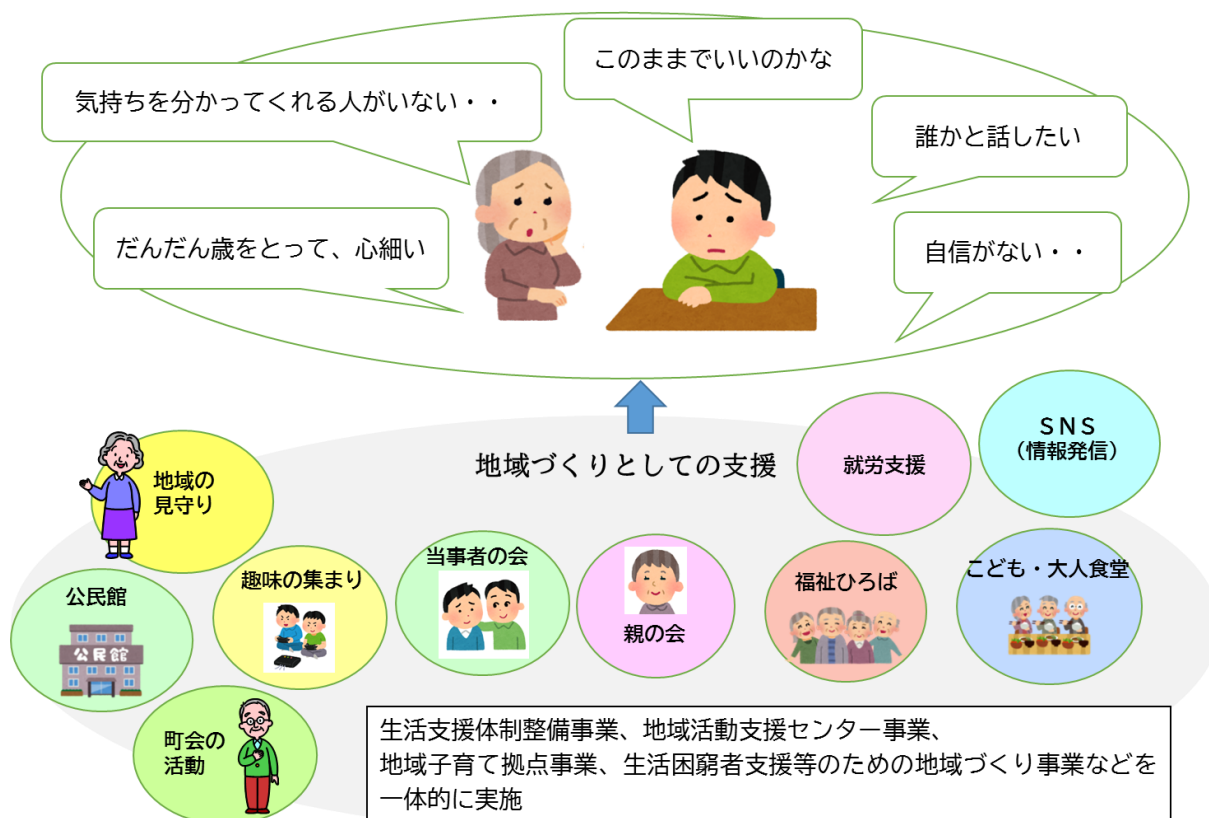 このままでいいのかな
気持ちを分かってくれる人がいない・・
誰かと話したい
だんだん歳をとって、心細い
自信がない・・
地域づくりとしての支援
就労支援
ＳＮＳ
（情報発信）
地域の
見守り
公民館
公民館
趣味の集まり
当事者の会
親の会
福祉ひろば
こども・大人食堂
町会の
活動
生活支援体制整備事業、地域活動支援センター事業、
地域子育て拠点事業、生活困窮者支援等のための地域づくり事業などを
一体的に実施